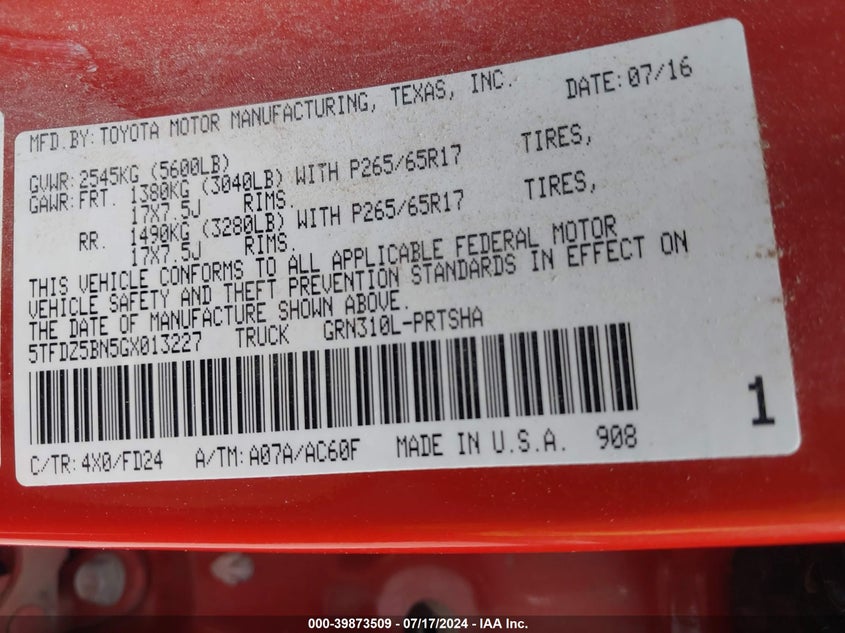 MFD.BY: TOYOTA MOTOR MANUFACTURING, TEXAS, INC. DATE: 07/16
GVWR: 2545KG (5600LB)
GAWR: FRT. 1380KG (3040LB) WITH P265/65R17 TIRES,
17X7.5J RIMS.
RR. 1490KG (3280LB) WITH P265/65R17 TIRES,
17X7.5J RIMS.
THIS VEHICLE CONFORMS TO ALL APPLICABLE FEDERAL MOTOR
VEHICLE SAFETY AND THEFT PREVENTION STANDARDS IN EFFECT ON
THE DATE OF MANUFACTURE SHOWN ABOVE.
5TFDZ5BN5GX013227 TRUCK GRN310L-PRTSHA
1
C/TR: 4X0/FD24 A/TM: A07A/AC60F MADE IN U.S.A. 908
000-39873509 / 07/17/2024 - IAA Inc.